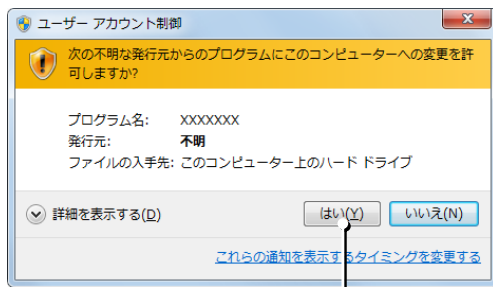 ユーザー アカウント制御
次の不明な発行元からのプログラムにこのコンピューターへの変更を許
可しますか?
プログラム名: XXXXXXX
発行元: 不明
ファイルの入手先: このコンピューター上のハード ドライブ
詳細を表示する(D) はい(Y) いいえ(N)
これらの通知を表示するタイミングを変更する